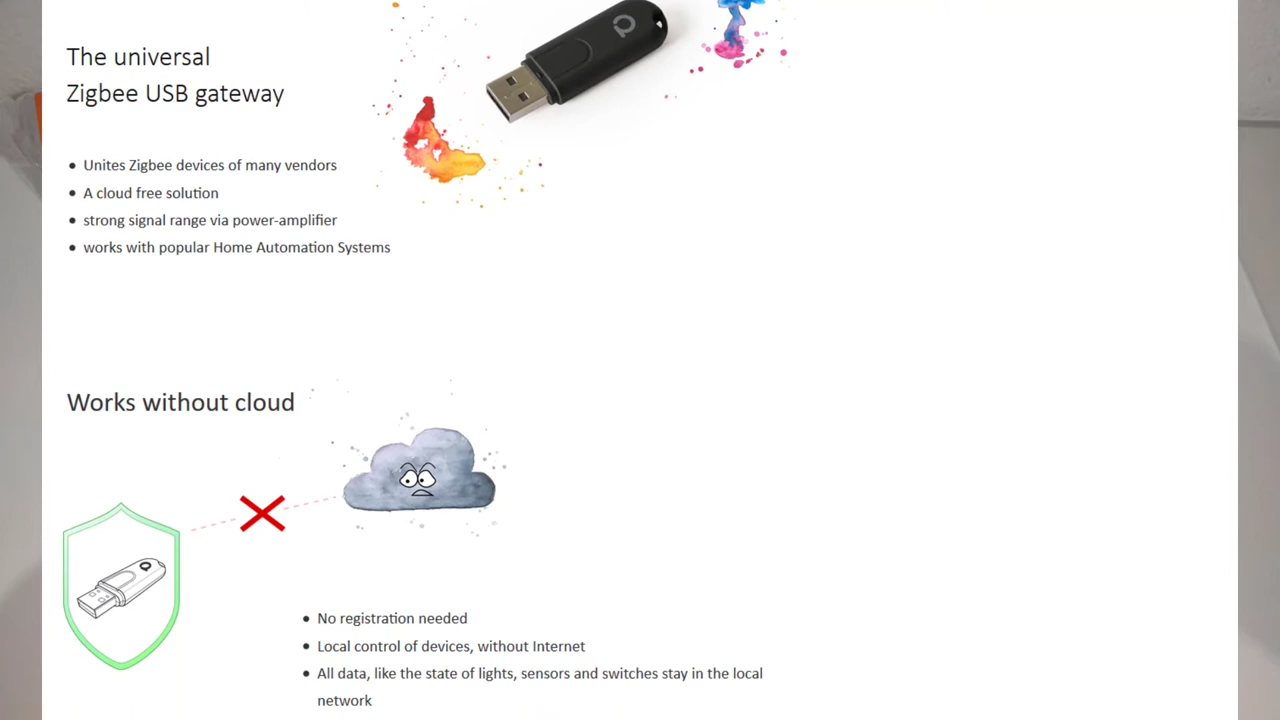 The universal
Zigbee USB gateway
• Unites Zigbee devices of many vendors
• A cloud free solution
• strong signal range via power-amplifier
• works with popular Home Automation Systems
Works without cloud
• No registration needed
• Local control of devices, without Internet
• All data, like the state of lights, sensors and switches stay in the local
network